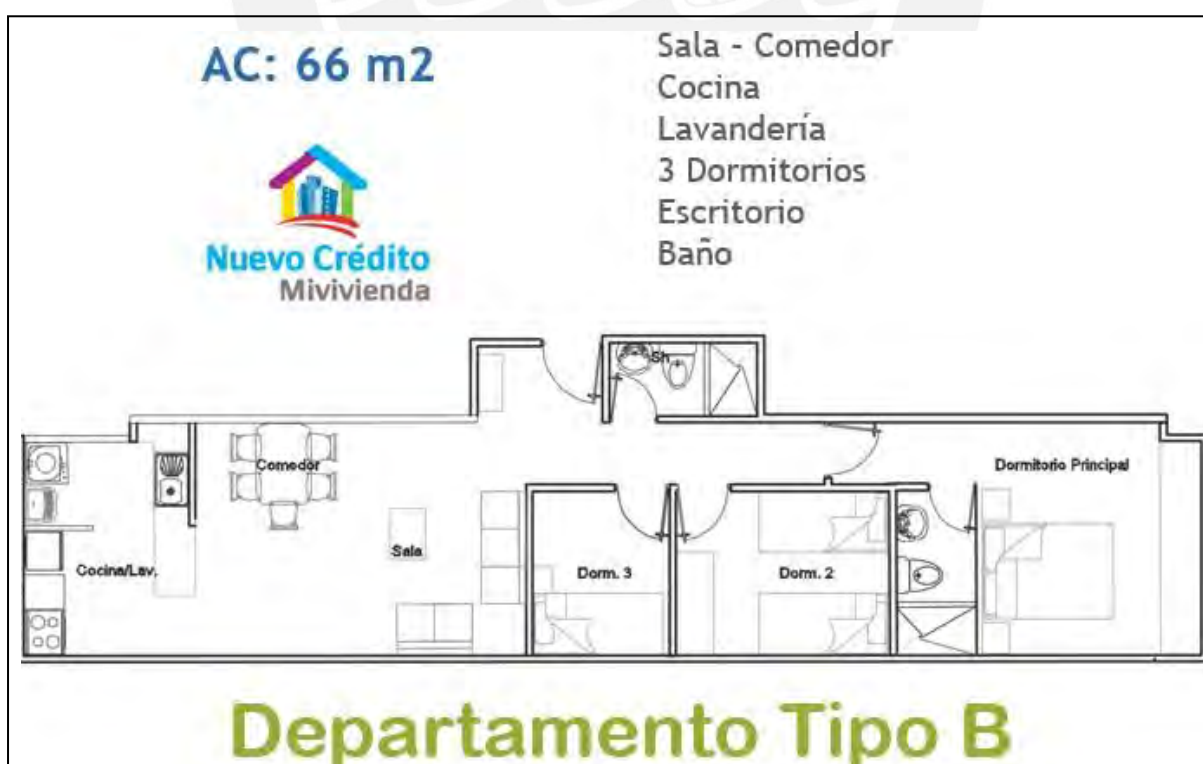 AC: 66 m2
Nuevo Crédito
Mivivienda
Sala - Comedor
Cocina
Lavandería
3 Dormitorios
Escritorio
Baño
Sh
Comedor
Dormitorio Principal
Sala
Cocina/Lav.
Dorm. 3
Dorm. 2
Departamento Tipo B